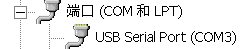 端口 (COM 和 LPT)
USB Serial Port (COM3)